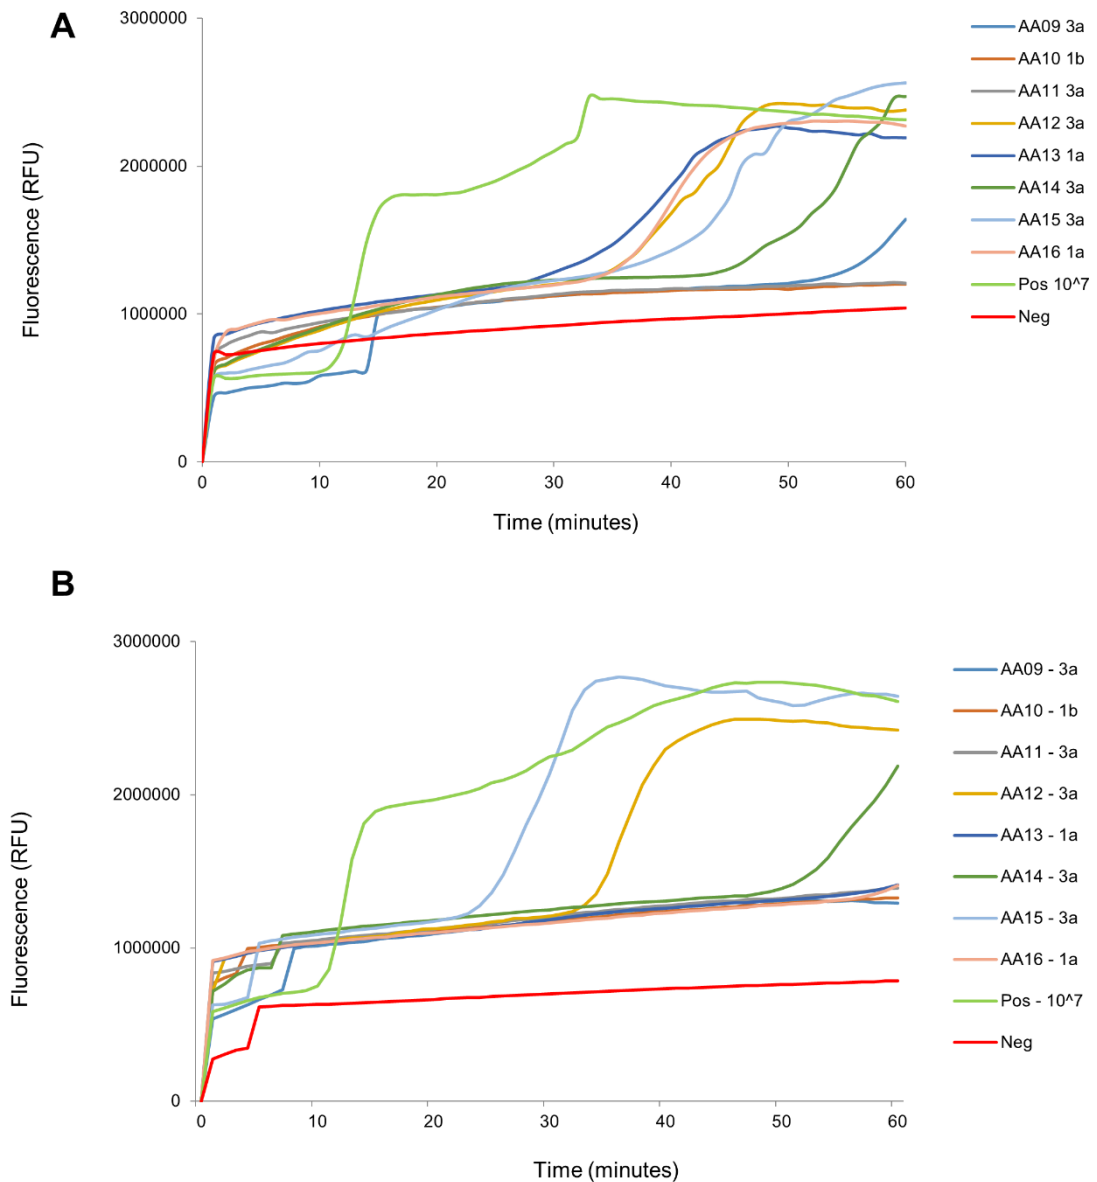 A
3000000
2000000
1000000
0
Fluorescence (RFU)
0 10 20 30 40 50 60
Time (minutes)
AA09 3a
AA10 1b
AA11 3a
AA12 3a
AA13 1a
AA14 3a
AA15 3a
AA16 1a
Pos 10^7
Neg
B
3000000
2000000
1000000
0
Fluorescence (RFU)
0 10 20 30 40 50 60
Time (minutes)
AA09 - 3a
AA10 - 1b
AA11 - 3a
AA12 - 3a
AA13 - 1a
AA14 - 3a
AA15 - 3a
AA16 - 1a
Pos - 10^7
Neg